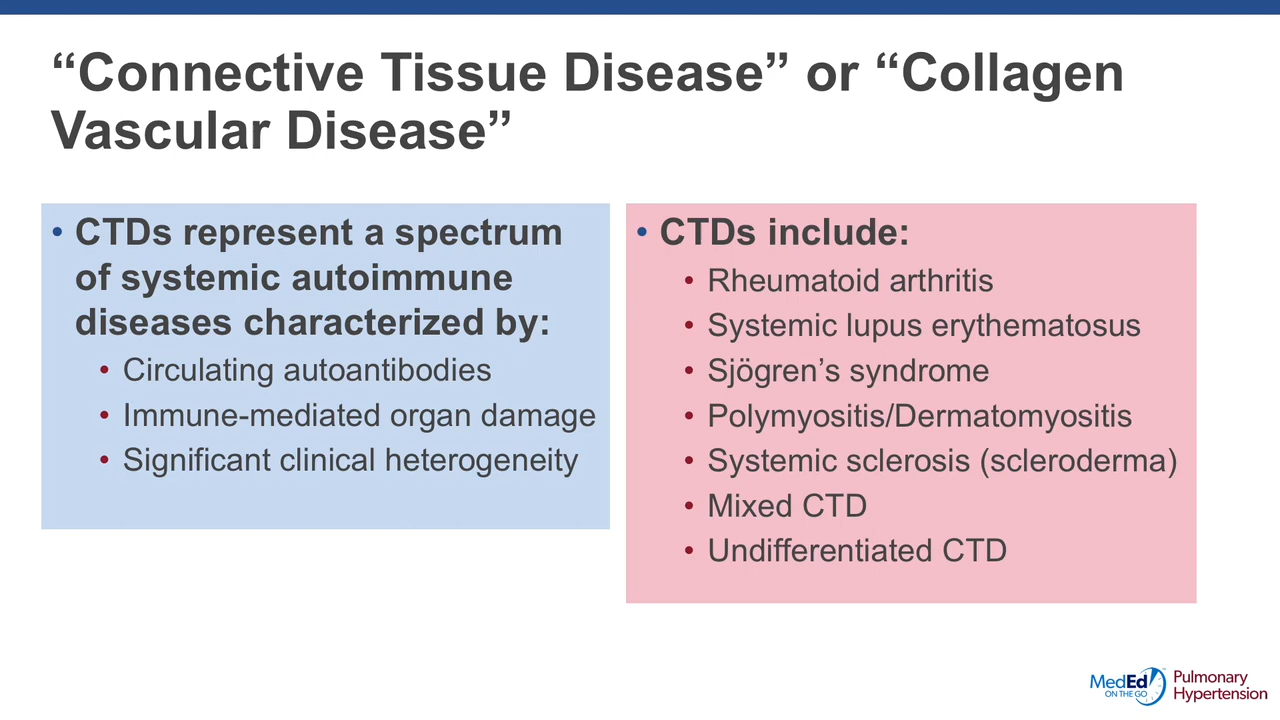 “Connective Tissue Disease” or “Collagen
Vascular Disease”
• CTDs represent a spectrum
of systemic autoimmune
diseases characterized by:
• Circulating autoantibodies
• Immune-mediated organ damage
• Significant clinical heterogeneity
• CTDs include:
• Rheumatoid arthritis
• Systemic lupus erythematosus
• Sjögren’s syndrome
• Polymyositis/Dermatomyositis
• Systemic sclerosis (scleroderma)
• Mixed CTD
• Undifferentiated CTD
MedEd
ON THE GO
Pulmonary
Hypertension